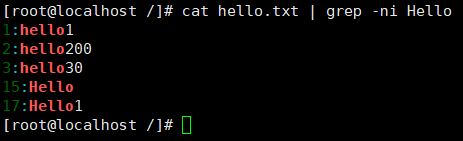 [root@localhost /]# cat hello.txt | grep -ni Hello
1:hello1
2:hello200
3:hello30
15:Hello
17:Hello1
[root@localhost /]#